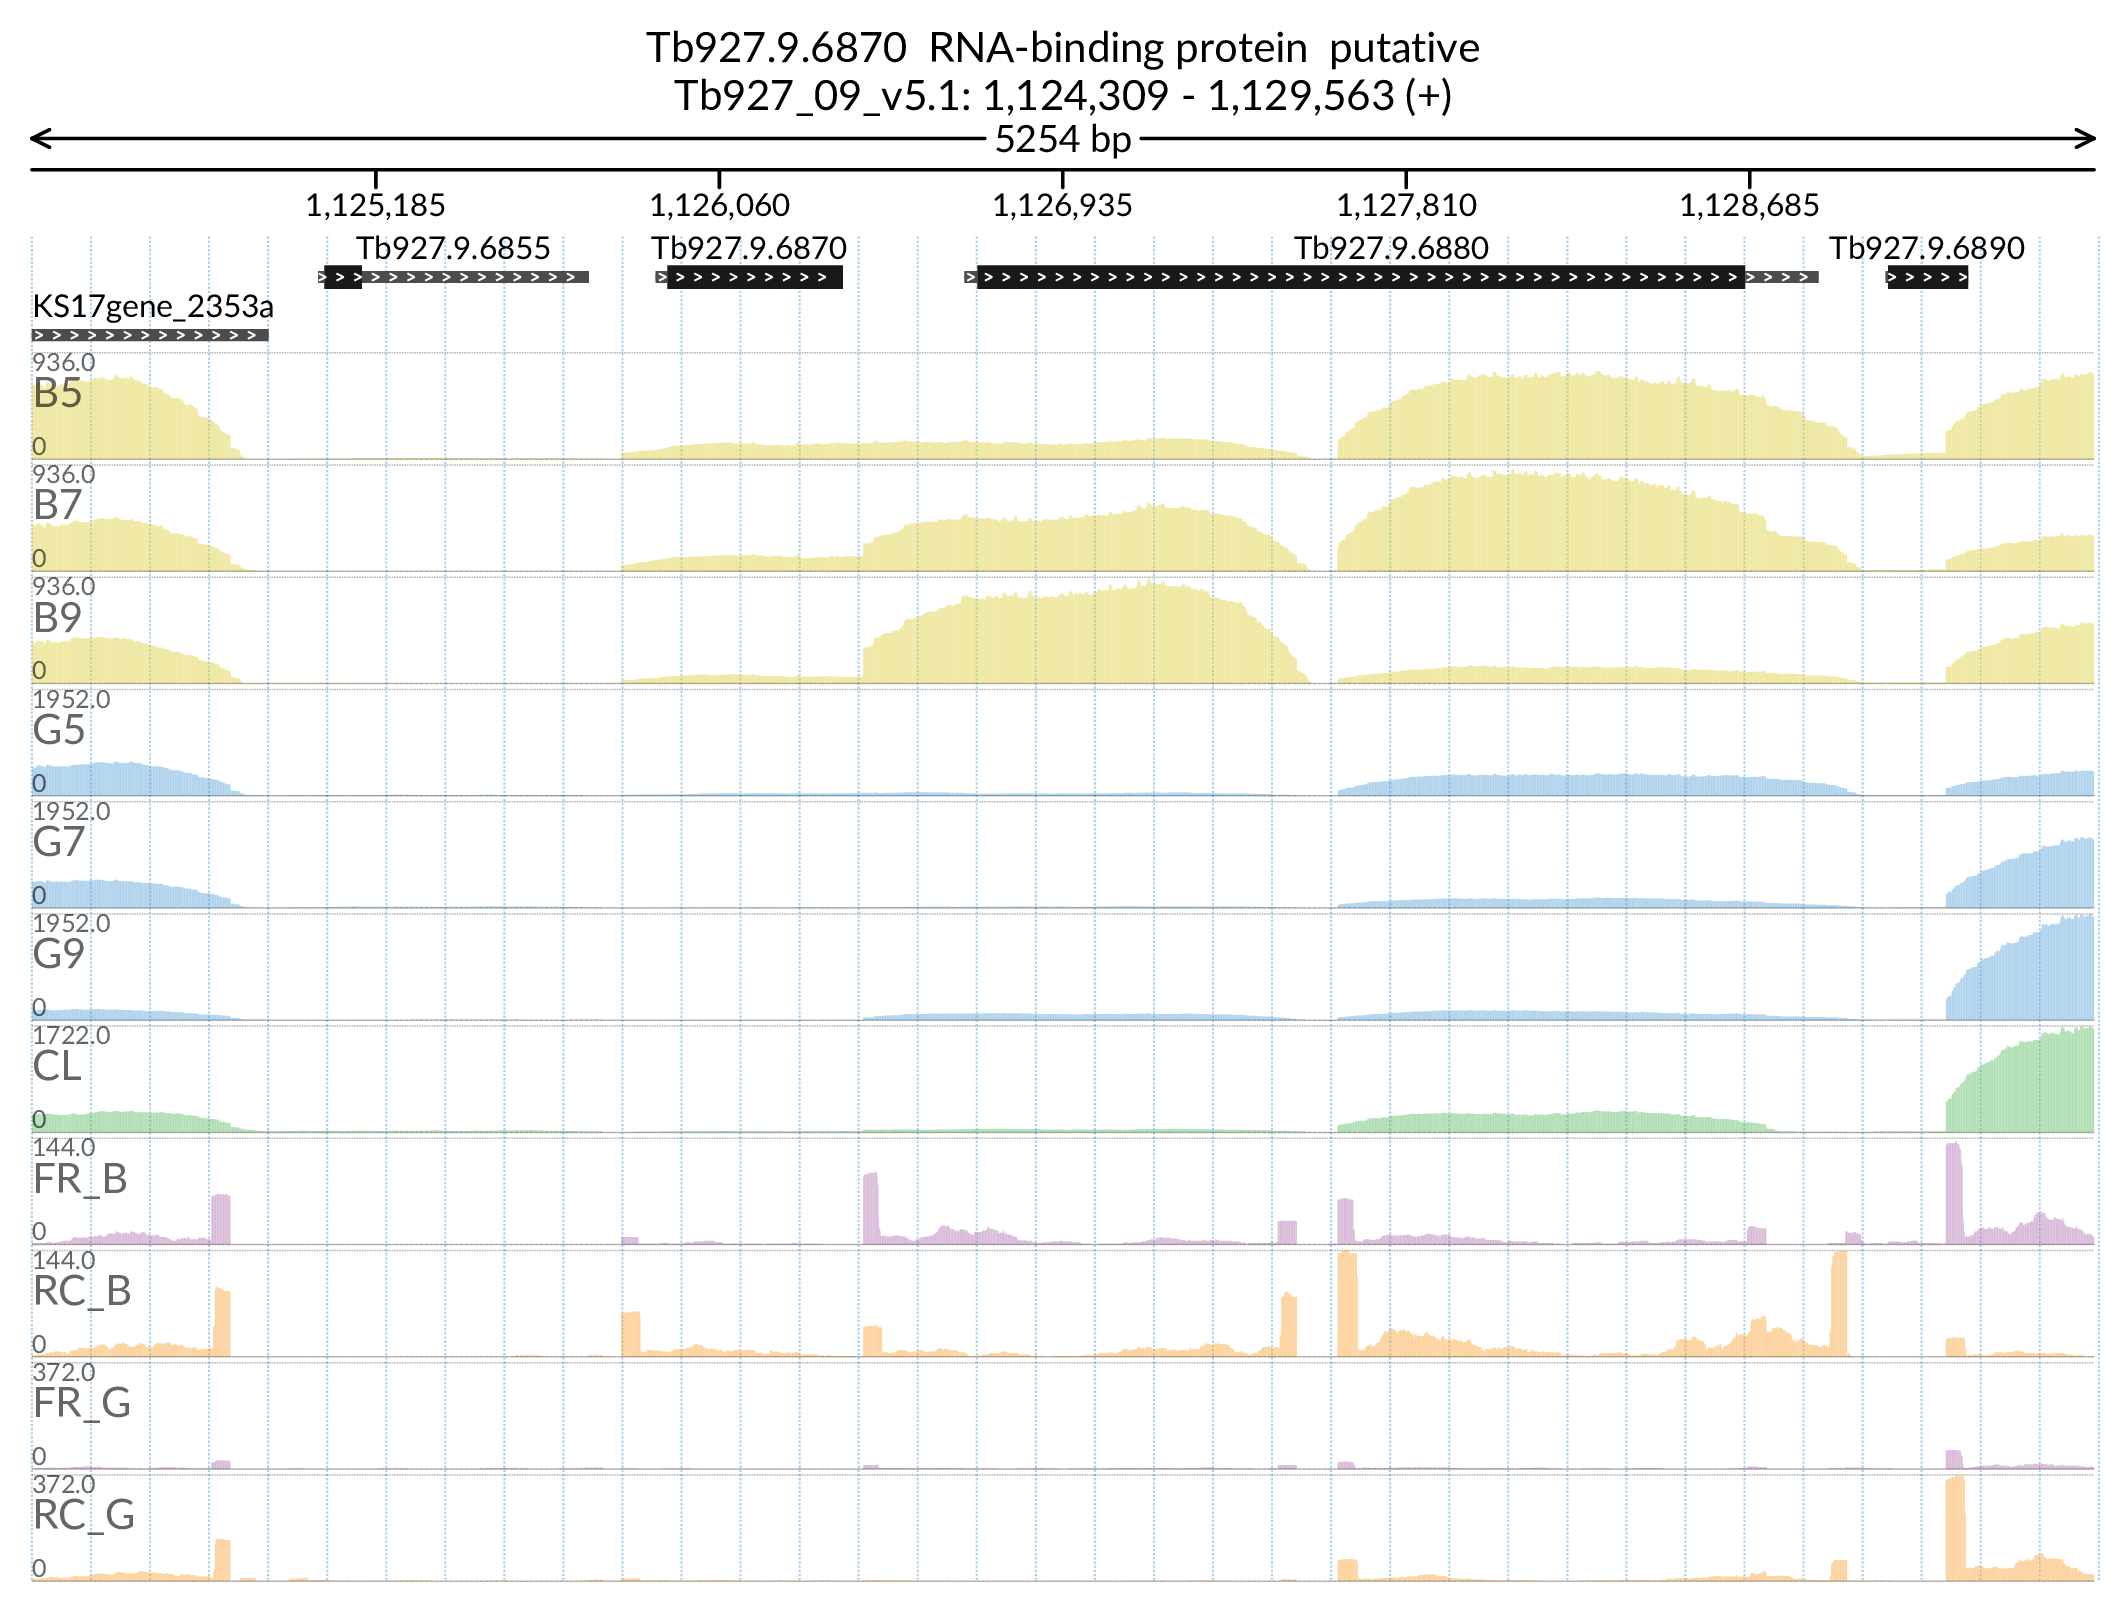 Tb927.9.6870 RNA-binding protein putative
Tb927_09_v5.1: 1,124,309 - 1,129,563 (+)
5254 bp
1,125,185 1,126,060 1,126,935 1,127,810 1,128,685
Tb927.9.6855 Tb927.9.6870 Tb927.9.6880 Tb927.9.6890
KS17gene_2353a
936.0
B5
0
936.0
B7
0
936.0
B9
0
1952.0
G5
0
1952.0
G7
0
1952.0
G9
0
1722.0
CL
0
144.0
FR_B
0
144.0
RC_B
0
372.0
FR_G
0
372.0
RC_G
0